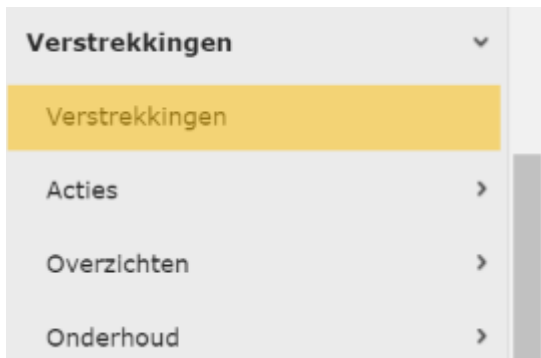 Verstrekkingen
Verstrekkingen
Acties
Overzichten
Onderhoud